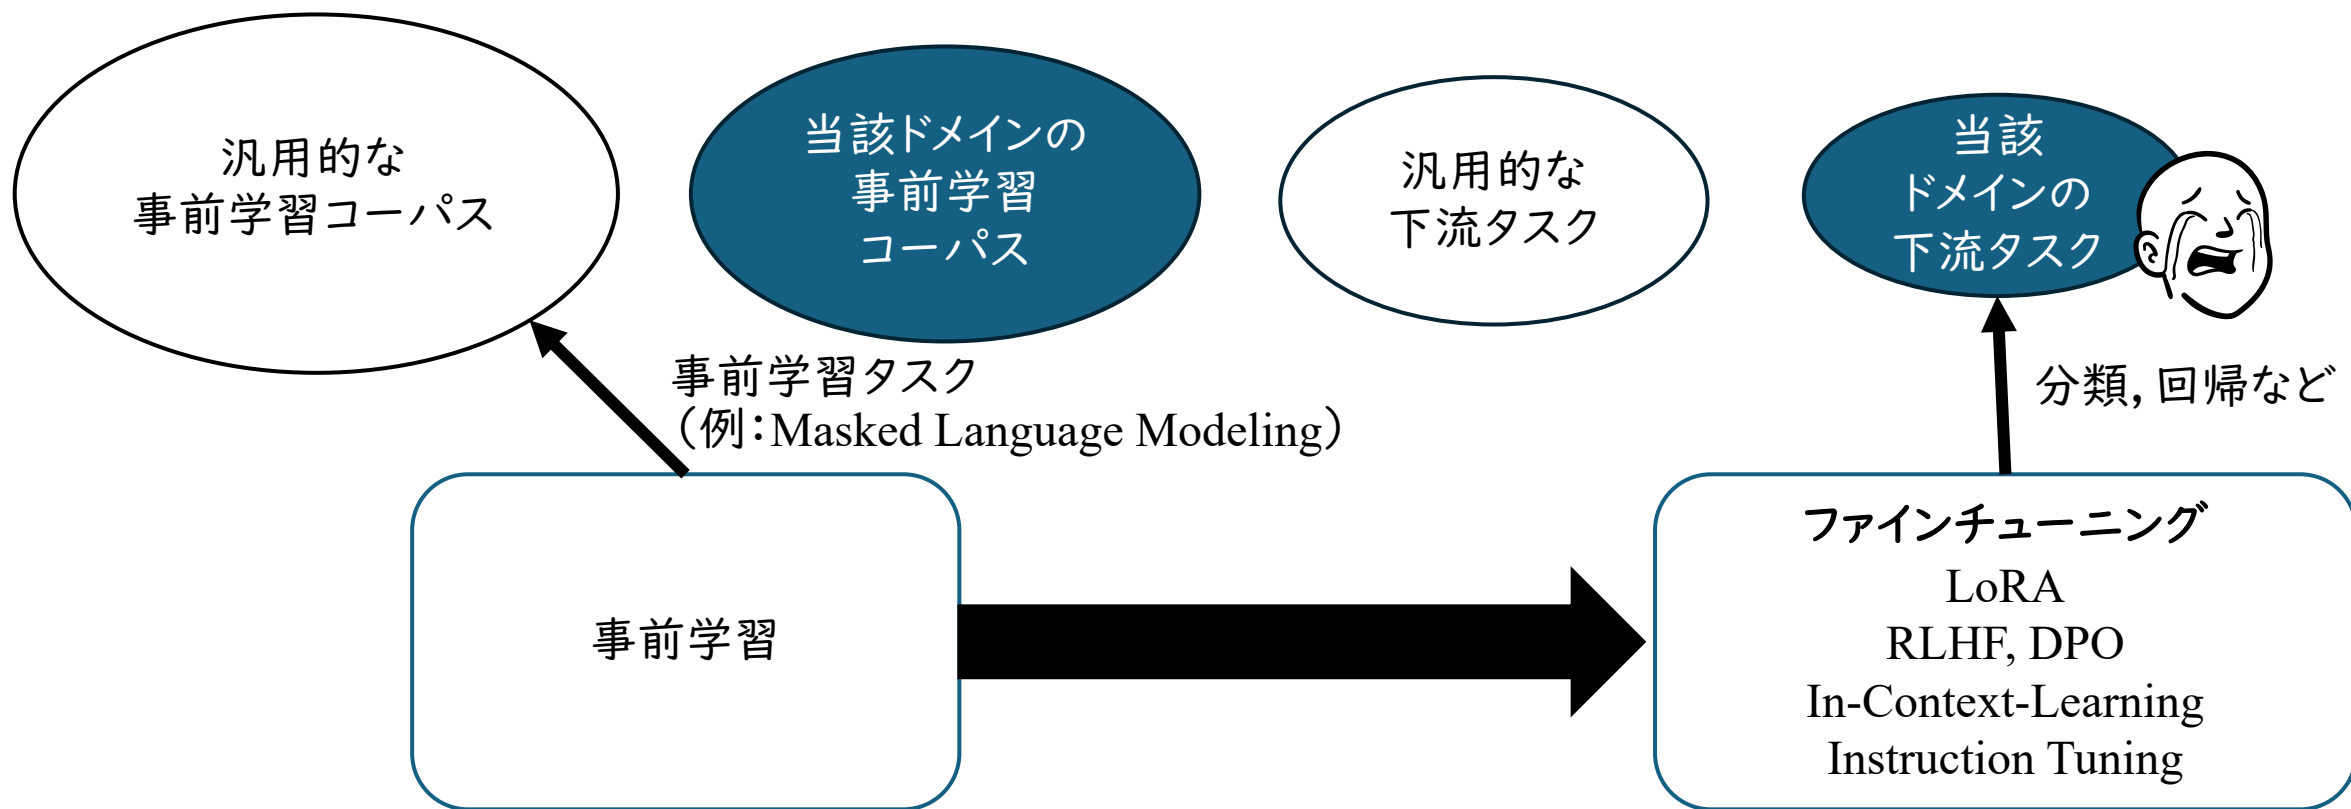 汎用的な
事前学習コーパス
当該ドメインの
事前学習
コーパス
汎用的な
下流タスク
当該
ドメインの
下流タスク
事前学習タスク
（例：Masked Language Modeling）
分類, 回帰など
事前学習
ファインチューニング
LoRA
RLHF, DPO
In-Context-Learning
Instruction Tuning